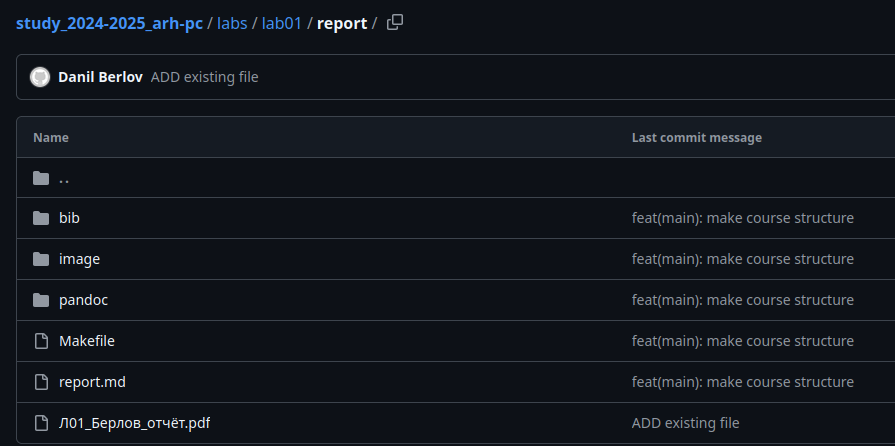 study_2024-2025_arh-pc / labs / lab01 / report /
Danil Berlov ADD existing file
Name Last commit message
..
bib feat(main): make course structure
image feat(main): make course structure
pandoc feat(main): make course structure
Makefile feat(main): make course structure
report.md feat(main): make course structure
Л01_Берлов_отчёт.pdf ADD existing file